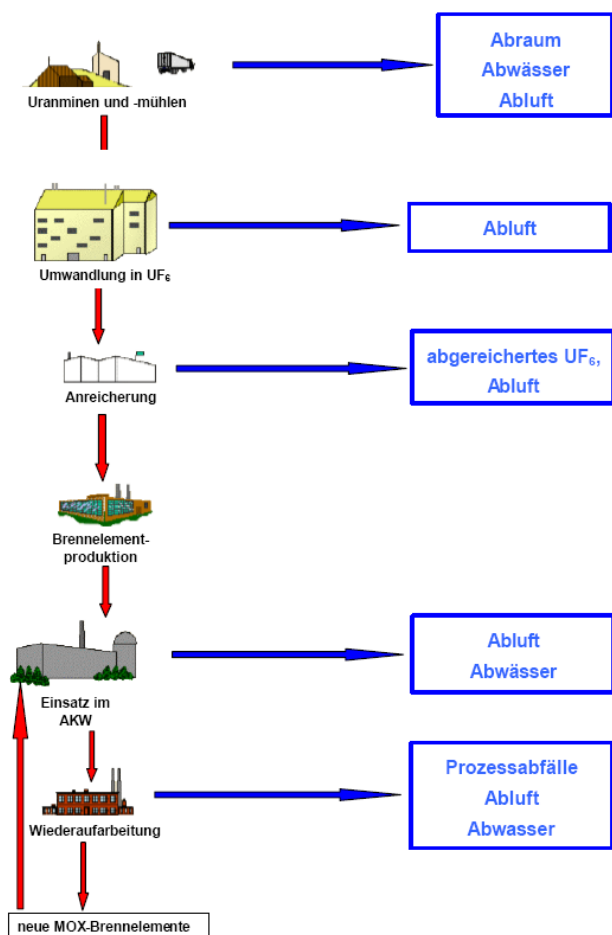 Abraum
Abwässer
Abluft
Uranminen und -mühlen
Abluft
Umwandlung in UF₆
abgereichertes UF₆,
Abluft
Anreicherung
Brennelement-
produktion
Abluft
Abwässer
Einsatz im
AKW
Prozessabfälle
Abluft
Abwasser
Wiederaufarbeitung
neue MOX-Brennelemente